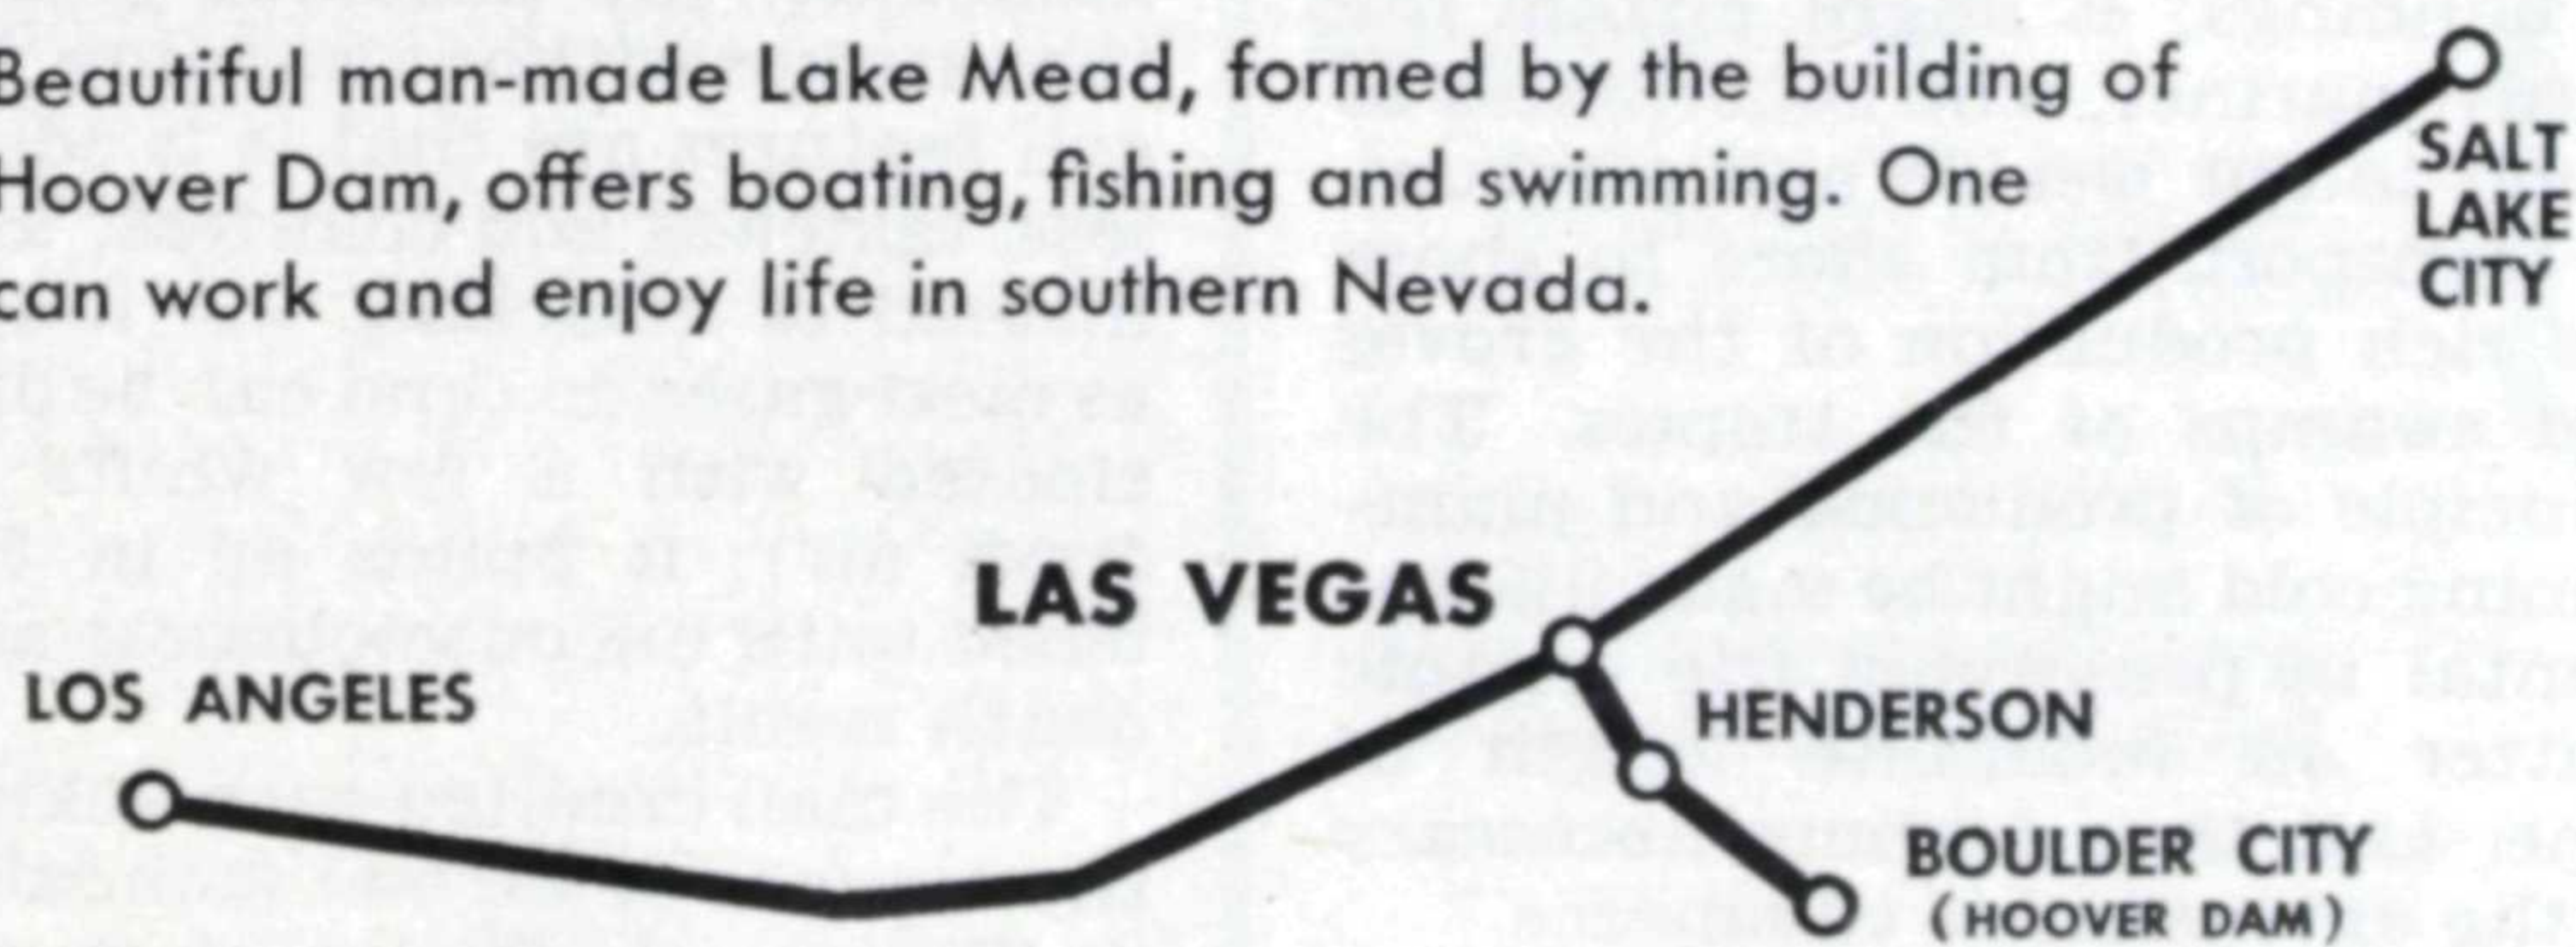 Beautiful man-made Lake Mead, formed by the building of
Hoover Dam, offers boating, fishing and swimming. One
can work and enjoy life in southern Nevada.
SALT
LAKE
CITY
LAS VEGAS
LOS ANGELES
HENDERSON
BOULDER CITY
(HOOVER DAM)